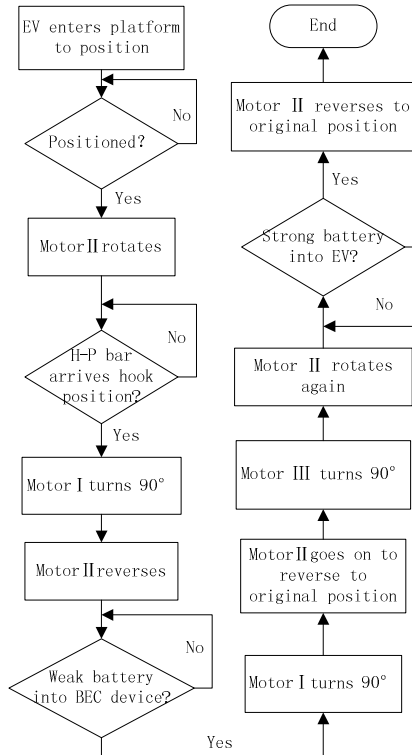 EV enters platform
to position
No
Positioned?
Yes
MotorⅡrotates
No
H-P bar
arrives hook
position?
Yes
MotorⅠturns 90°
MotorⅡreverses
No
Weak battery
into BEC device?
Yes
MotorⅠturns 90°
MotorⅡgoes on to
reverse to
original position
Motor Ⅲ turns 90°
Motor Ⅱ rotates
again
No
Strong battery
into EV?
Yes
Motor Ⅱ reverses to
original position
End